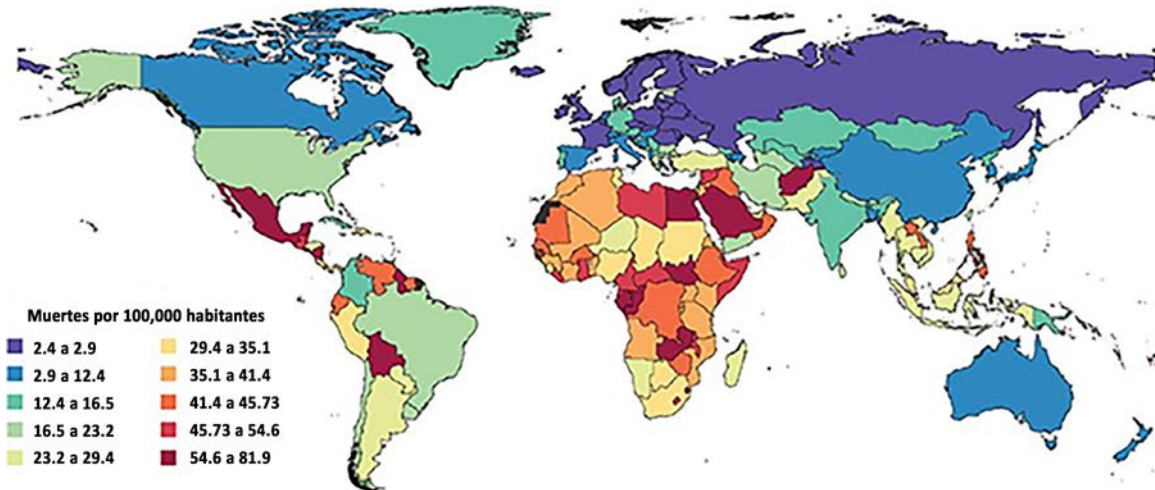 Muertes por 100,000 habitantes
2.4 a 2.9
2.9 a 12.4
12.4 a 16.5
16.5 a 23.2
23.2 a 29.4
29.4 a 35.1
35.1 a 41.4
41.4 a 45.73
45.73 a 54.6
54.6 a 81.9